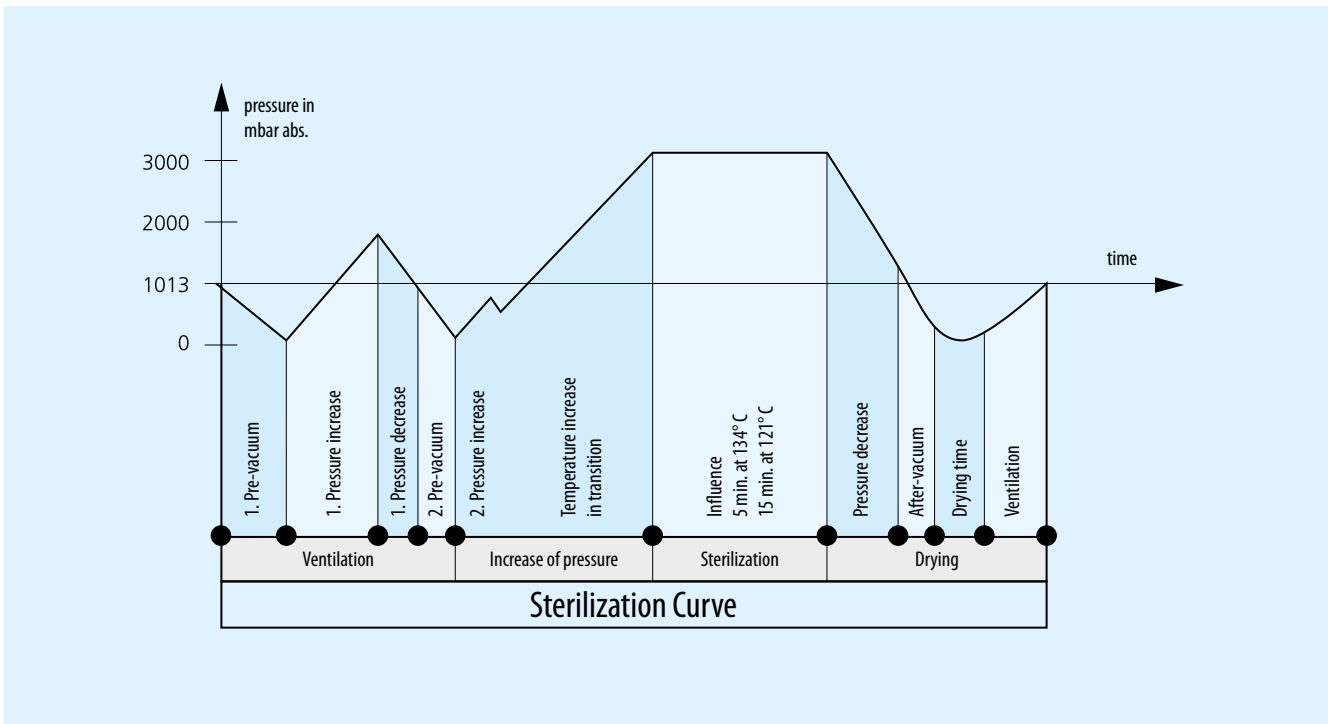 pressure in
mbar abs.
3000
2000
1013
0
time
1. Pre-vacuum
1. Pressure increase
1. Pressure decrease
2. Pre-vacuum
2. Pressure increase
Temperature increase
in transition
Influence
5 min. at 134° C
15 min. at 121° C
Pressure decrease
After-vacuum
Drying time
Ventilation
Ventilation
Increase of pressure
Sterilization
Drying
Sterilization Curve